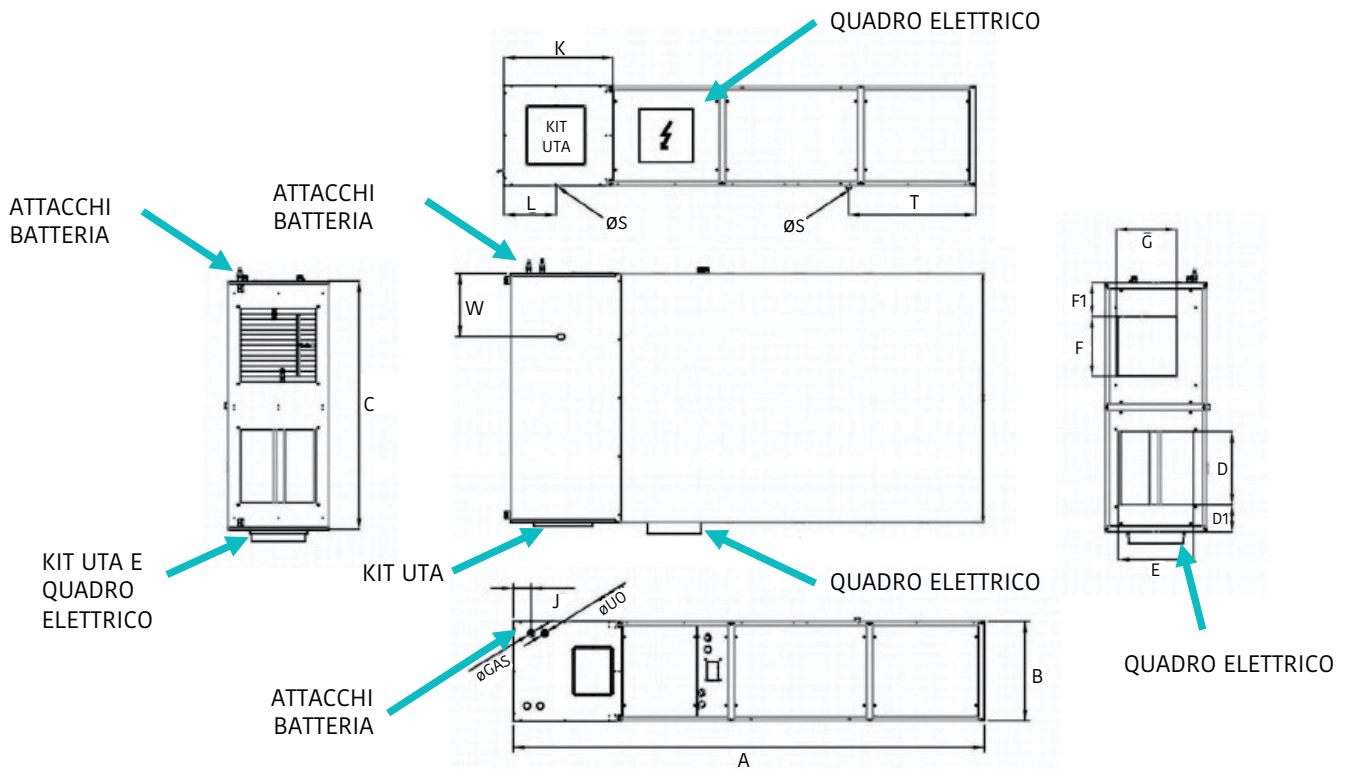 QUADRO ELETTRICO
K
KIT
UTA
L
øS
øS
T
ATTACCHI
BATTERIA
ATTACCHI
BATTERIA
G
F1
W
F
C
D
D1
E
KIT UTA E
QUADRO
ELETTRICO
KIT UTA
QUADRO ELETTRICO
QUADRO ELETTRICO
J
øUO
øGAS
B
ATTACCHI
BATTERIA
A